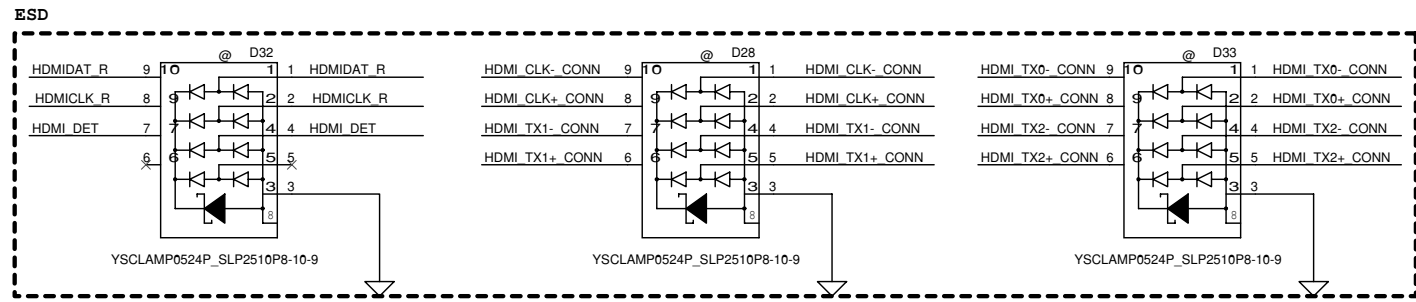 ESD
@ D32 @ D28 @ D33
HDMIDAT_R 9 10 1 1 HDMIDAT_R HDMI_CLK-_CONN 9 10 1 1 HDMI_CLK-_CONN HDMI_TX0-_CONN 9 10 1 1 HDMI_TX0-_CONN
HDMICLK_R 8 9 2 2 HDMICLK_R HDMI_CLK+_CONN 8 9 2 2 HDMI_CLK+_CONN HDMI_TX0+_CONN 8 9 2 2 HDMI_TX0+_CONN
HDMI_DET 7 7 4 4 HDMI_DET HDMI_TX1-_CONN 7 7 4 4 HDMI_TX1-_CONN HDMI_TX2-_CONN 7 7 4 4 HDMI_TX2-_CONN
6 6 5 5 HDMI_TX1+_CONN 6 6 5 5 HDMI_TX1+_CONN HDMI_TX2+_CONN 6 6 5 5 HDMI_TX2+_CONN
3 3 3 3 3 3
8 8 8
YSCLAMP0524P_SLP2510P8-10-9 YSCLAMP0524P_SLP2510P8-10-9 YSCLAMP0524P_SLP2510P8-10-9